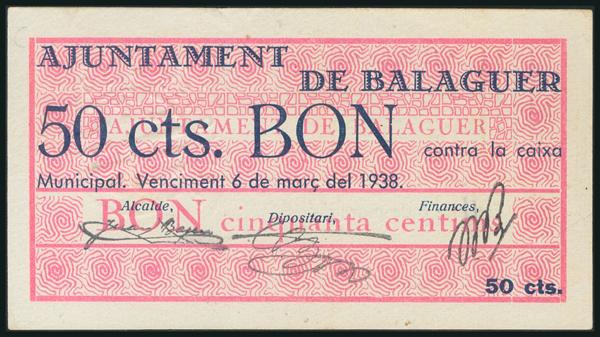 AJUNTAMENT
DE BALAGUER
AJUNTAMENT DE BALAGUER
50 cts. BON contra la caixa
Municipal. Venciment 6 de març del 1938.
Alcalde, Dipositari, Finances,
BON cinquanta centims
50 cts.